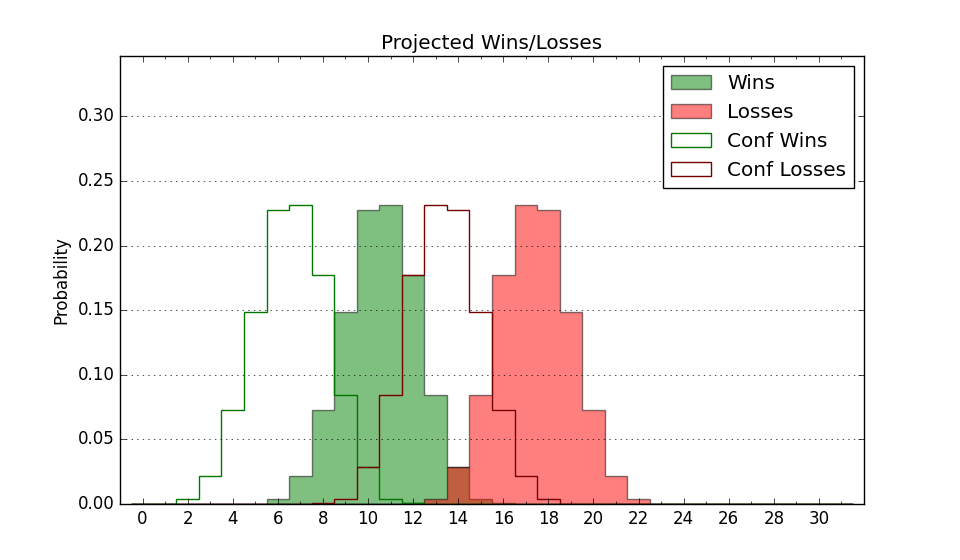 Projected Wins/Losses
Wins
Losses
Conf Wins
Conf Losses
Probability
0.30
0.25
0.20
0.15
0.10
0.05
0.00
0 2 4 6 8 10 12 14 16 18 20 22 24 26 28 30